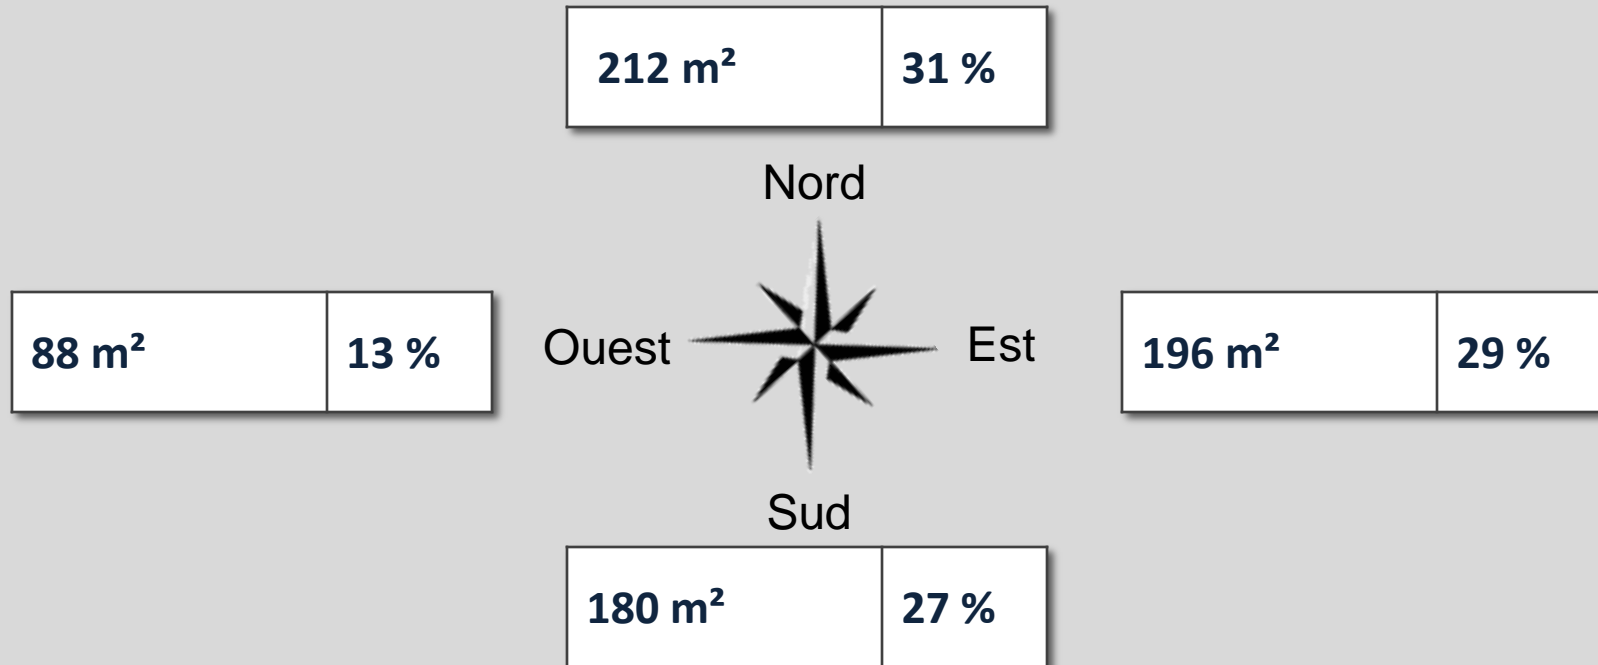 212 m² 31 %
Nord
88 m² 13 % Ouest Est 196 m² 29 %
Sud
180 m² 27 %